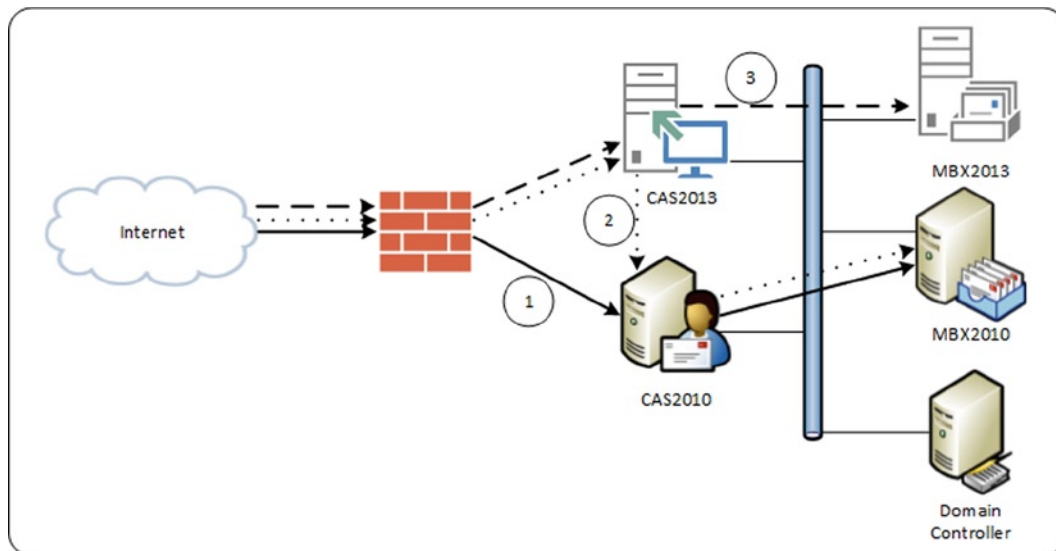 3
MBX2013
CAS2013
Internet
2
1
MBX2010
CAS2010
Domain
Controller